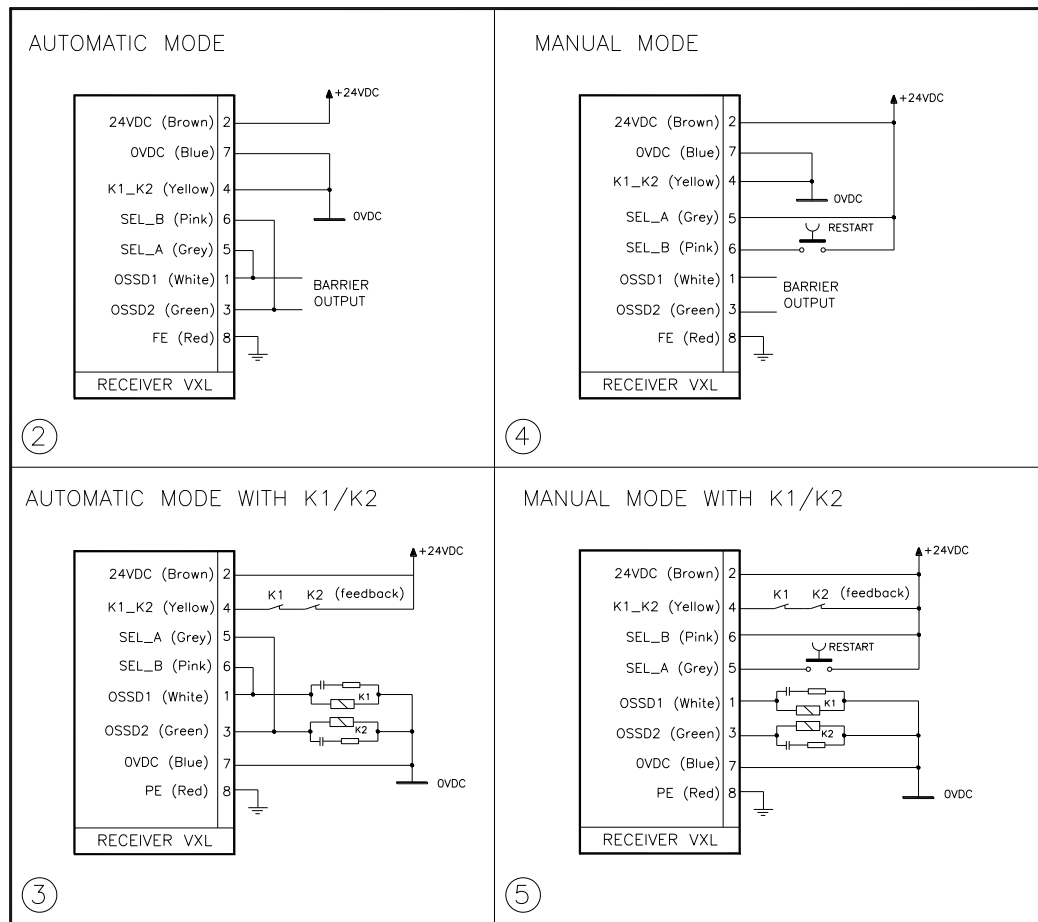 AUTOMATIC MODE
+24VDC
24VDC (Brown) 2
0VDC (Blue) 7
K1_K2 (Yellow) 4
SEL_B (Pink) 6
0VDC
SEL_A (Grey) 5
OSSD1 (White) 1
BARRIER
OUTPUT
OSSD2 (Green) 3
FE (Red) 8
RECEIVER VXL
2
MANUAL MODE
+24VDC
24VDC (Brown) 2
0VDC (Blue) 7
K1_K2 (Yellow) 4
0VDC
SEL_A (Grey) 5
RESTART
SEL_B (Pink) 6
OSSD1 (White) 1
BARRIER
OUTPUT
OSSD2 (Green) 3
FE (Red) 8
RECEIVER VXL
4
AUTOMATIC MODE WITH K1/K2
+24VDC
24VDC (Brown) 2
K1 K2 (feedback)
K1_K2 (Yellow) 4
SEL_A (Grey) 5
SEL_B (Pink) 6
OSSD1 (White) 1
K1
OSSD2 (Green) 3
K2
0VDC (Blue) 7
0VDC
PE (Red) 8
RECEIVER VXL
3
MANUAL MODE WITH K1/K2
+24VDC
24VDC (Brown) 2
K1 K2 (feedback)
K1_K2 (Yellow) 4
SEL_B (Pink) 6
RESTART
SEL_A (Grey) 5
OSSD1 (White) 1
K1
OSSD2 (Green) 3
K2
0VDC (Blue) 7
PE (Red) 8
0VDC
RECEIVER VXL
5